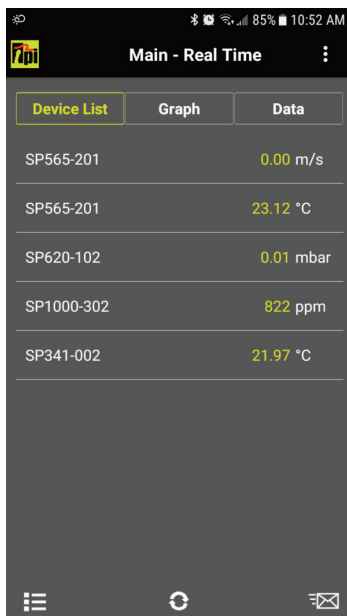 85% 10:52 AM
TPI Main - Real Time
Device List Graph Data
SP565-201 0.00 m/s
SP565-201 23.12 °C
SP620-102 0.01 mbar
SP1000-302 822 ppm
SP341-002 21.97 °C